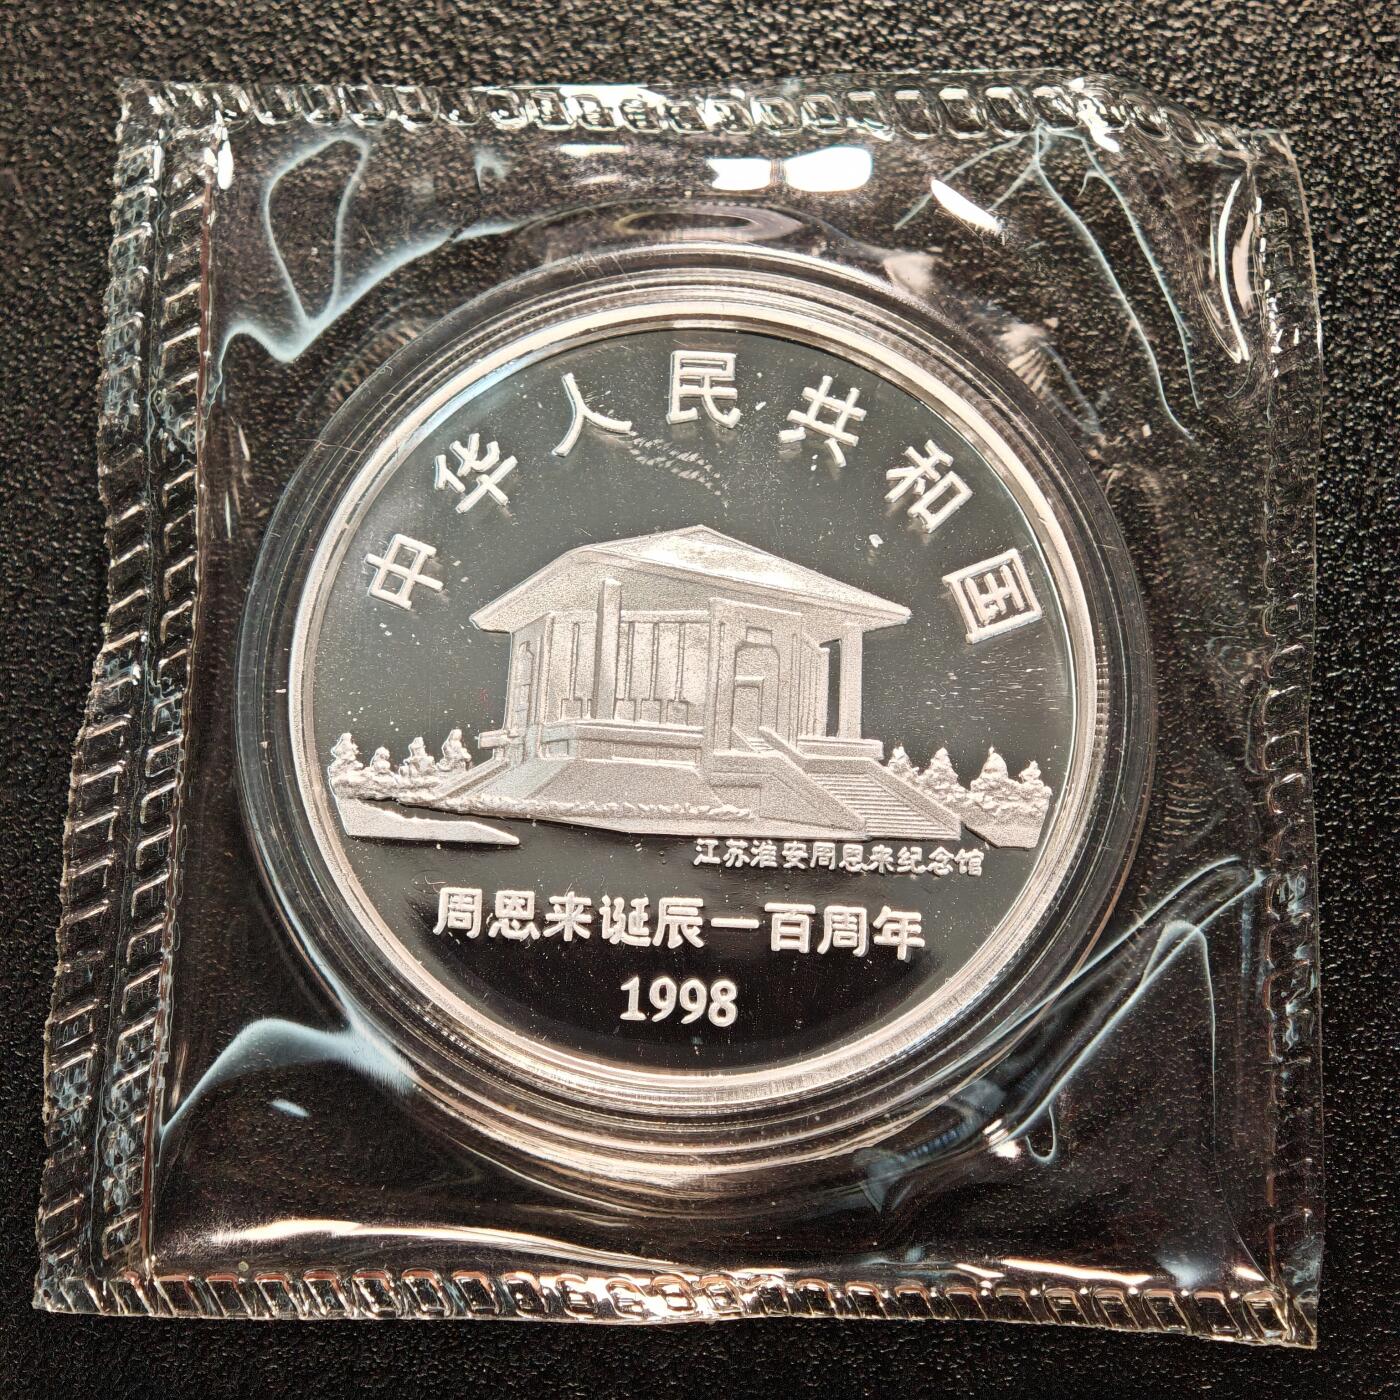 中华人民共和国
江苏淮安周恩来纪念馆
周恩来诞辰一百周年
1998